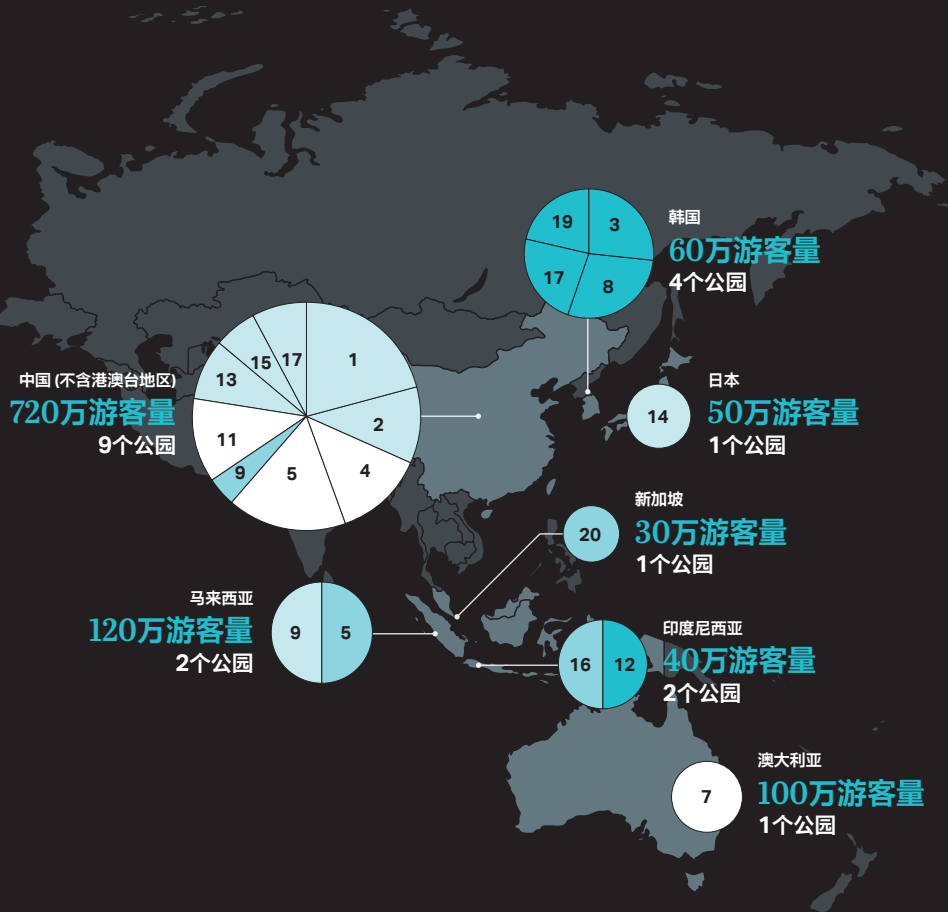 19
3
17
8
韩国
60万游客量
4个公园
15
17
1
13
2
11
9
5
4
中国 (不含港澳台地区)
720万游客量
9个公园
14
日本
50万游客量
1个公园
20
新加坡
30万游客量
1个公园
马来西亚
120万游客量
2个公园
9
5
16
12
印度尼西亚
40万游客量
2个公园
7
澳大利亚
100万游客量
1个公园